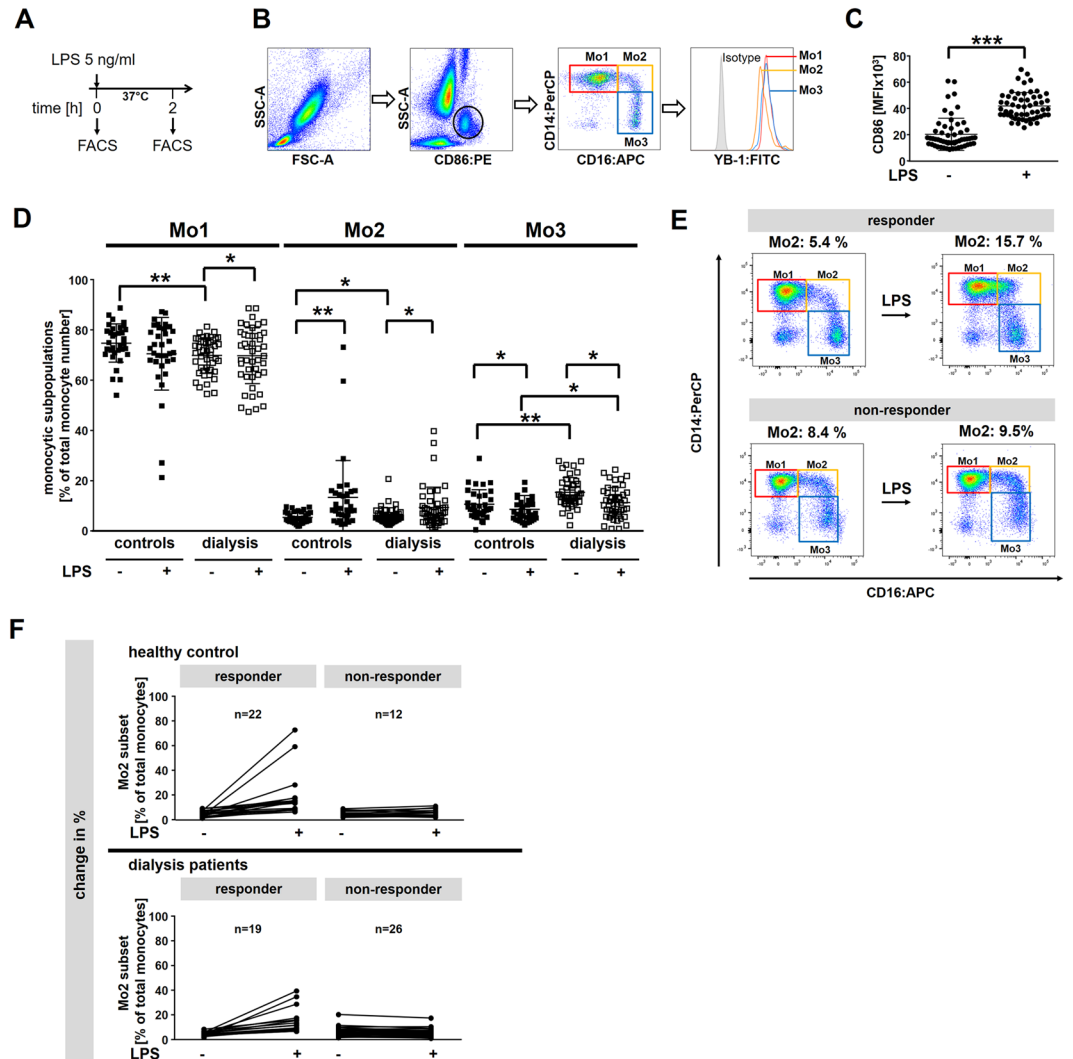 A
LPS 5 ng/ml
37°C
time [h] 0 2
FACS FACS
B
SSC-A
FSC-A
SSC-A
CD86:PE
CD14:PerCP
Mo1 Mo2
Mo3
CD16:APC
Isotype
Mo1
Mo2
Mo3
YB-1:FITC
C
***
CD86 [MFIx10³]
80
60
40
20
0
LPS - +
D
Mo1 Mo2 Mo3
monocytic subpopulations
[% of total monocyte number]
100
80
60
40
20
0
** * ** * * * ** * *
controls dialysis controls dialysis controls dialysis
LPS - + - + - + - + - + - +
E
responder
Mo2: 5.4 % Mo2: 15.7 %
Mo1 Mo2 Mo3
LPS
Mo1 Mo2 Mo3
non-responder
Mo2: 8.4 % Mo2: 9.5%
Mo1 Mo2 Mo3
LPS
Mo1 Mo2 Mo3
CD14:PerCP
CD16:APC
F
change in %
healthy control
responder non-responder
n=22 n=12
Mo2 subset
[% of total monocytes]
100
80
60
40
20
0
LPS - + - +
dialysis patients
responder non-responder
n=19 n=26
Mo2 subset
[% of total monocytes]
100
80
60
40
20
0
LPS - + - +